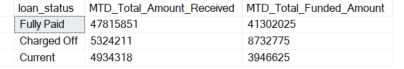 loan_status MTD_Total_Amount_Received MTD_Total_Funded_Amount
Fully Paid 47815851 41302025
Charged Off 5324211 8732775
Current 4934318 3946625